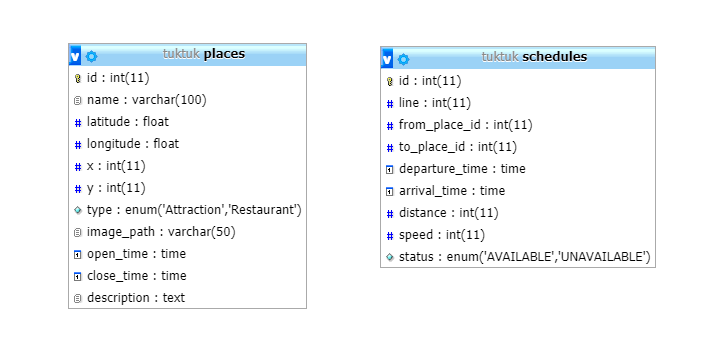 tuktuk places
id : int(11)
name : varchar(100)
latitude : float
longitude : float
x : int(11)
y : int(11)
type : enum('Attraction','Restaurant')
image_path : varchar(50)
open_time : time
close_time : time
description : text
tuktuk schedules
id : int(11)
line : int(11)
from_place_id : int(11)
to_place_id : int(11)
departure_time : time
arrival_time : time
distance : int(11)
speed : int(11)
status : enum('AVAILABLE','UNAVAILABLE')